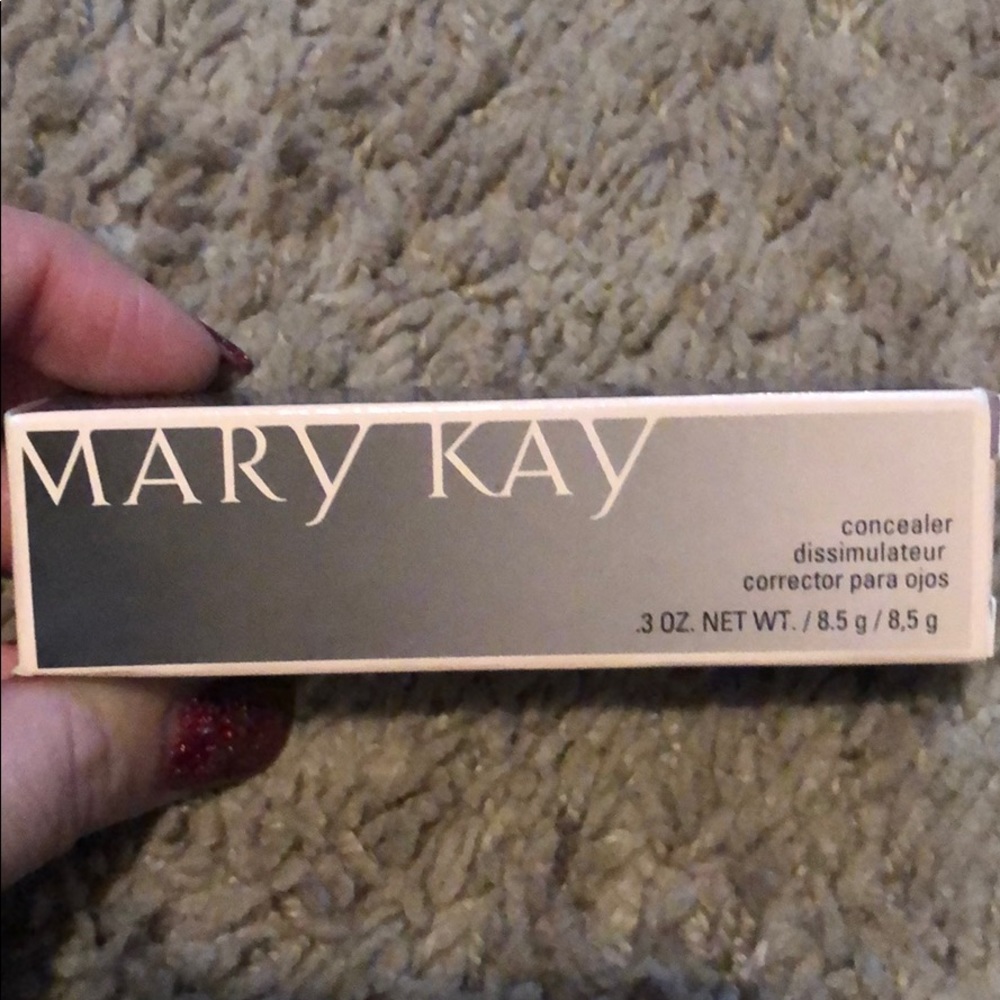 MARY KAY
concealer
dissimulateur
corrector para ojos
.3 OZ. NET WT. / 8.5 g / 8,5 g